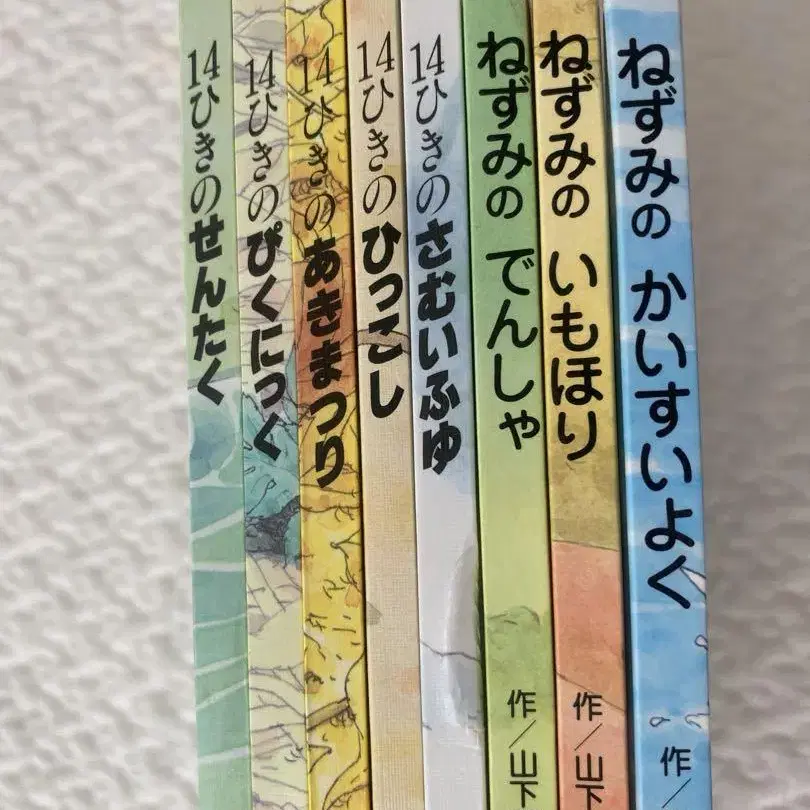 14ひきのせんたく
14ひきのぴくにっく
14ひきのあきまつり
14ひきのひっこし
14ひきのさむいふゆ
ねずみの でんしゃ
作／山下
ねずみの いもほり
作／山下
ねずみの かいすいよく
作／